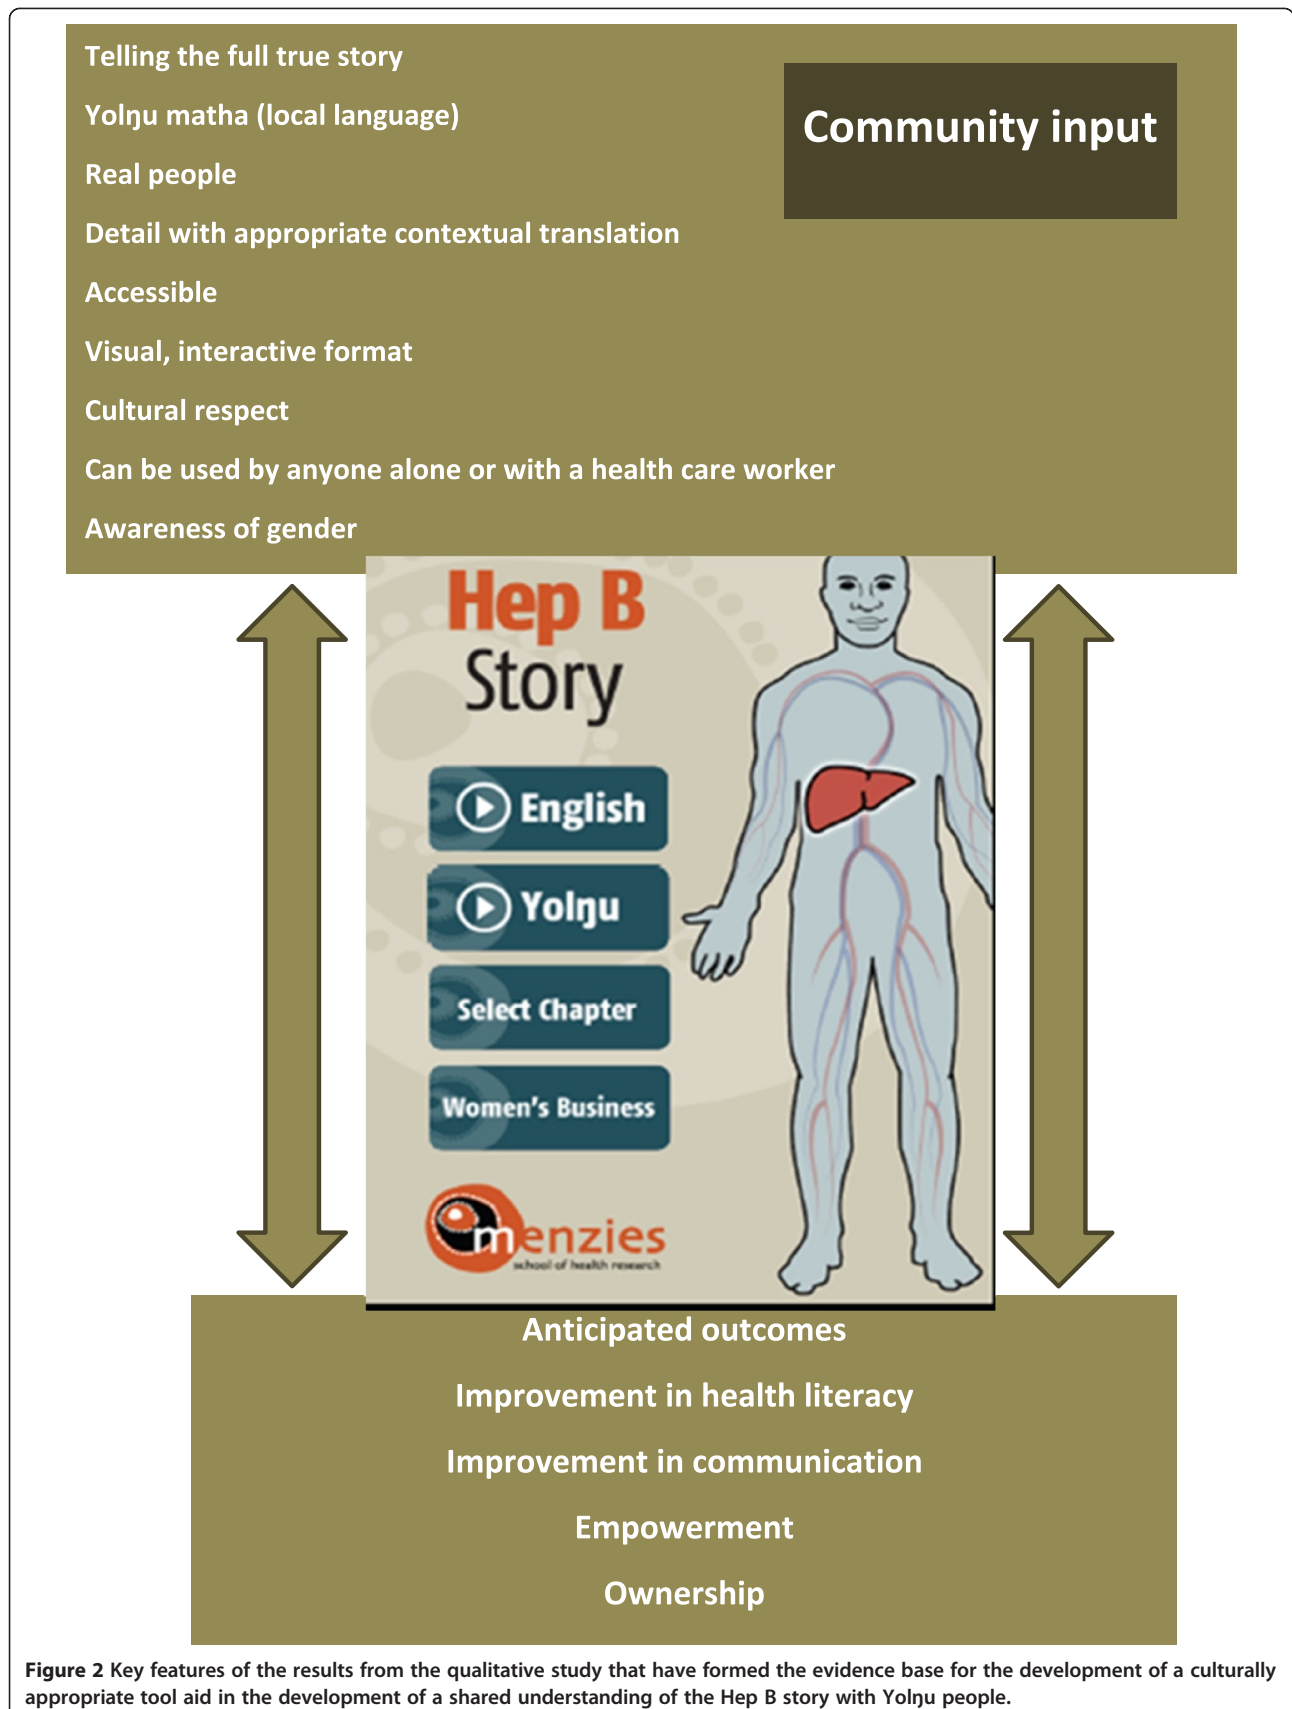 Telling the full true story
Yolŋu matha (local language)
Real people
Detail with appropriate contextual translation
Accessible
Visual, interactive format
Cultural respect
Can be used by anyone alone or with a health care worker
Awareness of gender
Community input
Hep B
Story
English
Yolŋu
Select Chapter
Women's Business
menzies
school of health research
Anticipated outcomes
Improvement in health literacy
Improvement in communication
Empowerment
Ownership
Figure 2 Key features of the results from the qualitative study that have formed the evidence base for the development of a culturally
appropriate tool aid in the development of a shared understanding of the Hep B story with Yolŋu people.